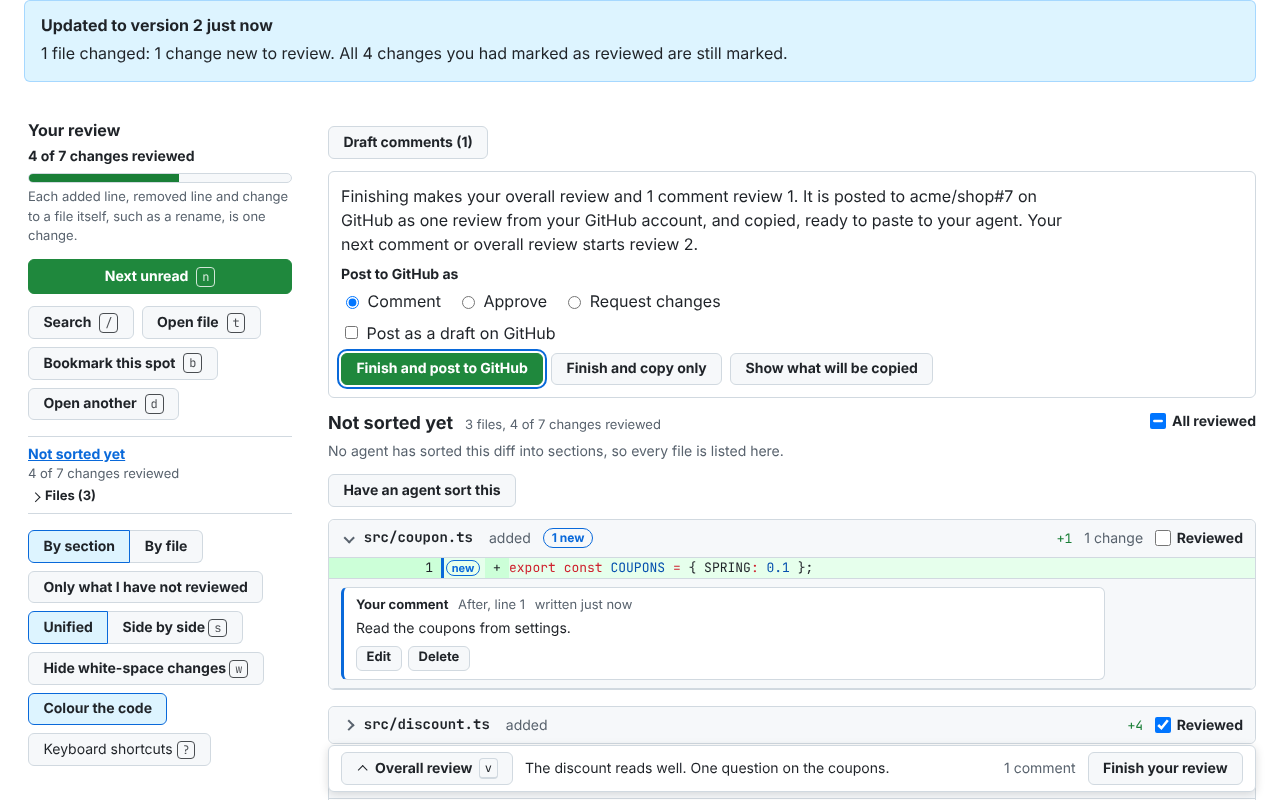 Updated to version 2 just now
1 file changed: 1 change new to review. All 4 changes you had marked as reviewed are still marked.
Your review
4 of 7 changes reviewed
Each added line, removed line and change
to a file itself, such as a rename, is one
change.
Next unread n
Search / Open file t
Bookmark this spot b
Open another d
Not sorted yet
4 of 7 changes reviewed
Files (3)
By section By file
Only what I have not reviewed
Unified Side by side s
Hide white-space changes w
Colour the code
Keyboard shortcuts ?
Draft comments (1)
Finishing makes your overall review and 1 comment review 1. It is posted to acme/shop#7 on
GitHub as one review from your GitHub account, and copied, ready to paste to your agent. Your
next comment or overall review starts review 2.
Post to GitHub as
Comment Approve Request changes
Post as a draft on GitHub
Finish and post to GitHub Finish and copy only Show what will be copied
Not sorted yet 3 files, 4 of 7 changes reviewed All reviewed
No agent has sorted this diff into sections, so every file is listed here.
Have an agent sort this
src/coupon.ts added 1 new +1 1 change Reviewed
1 new + export const COUPONS = { SPRING: 0.1 };
Your comment After, line 1 written just now
Read the coupons from settings.
Edit Delete
src/discount.ts added +4 Reviewed
Overall review v The discount reads well. One question on the coupons. 1 comment Finish your review